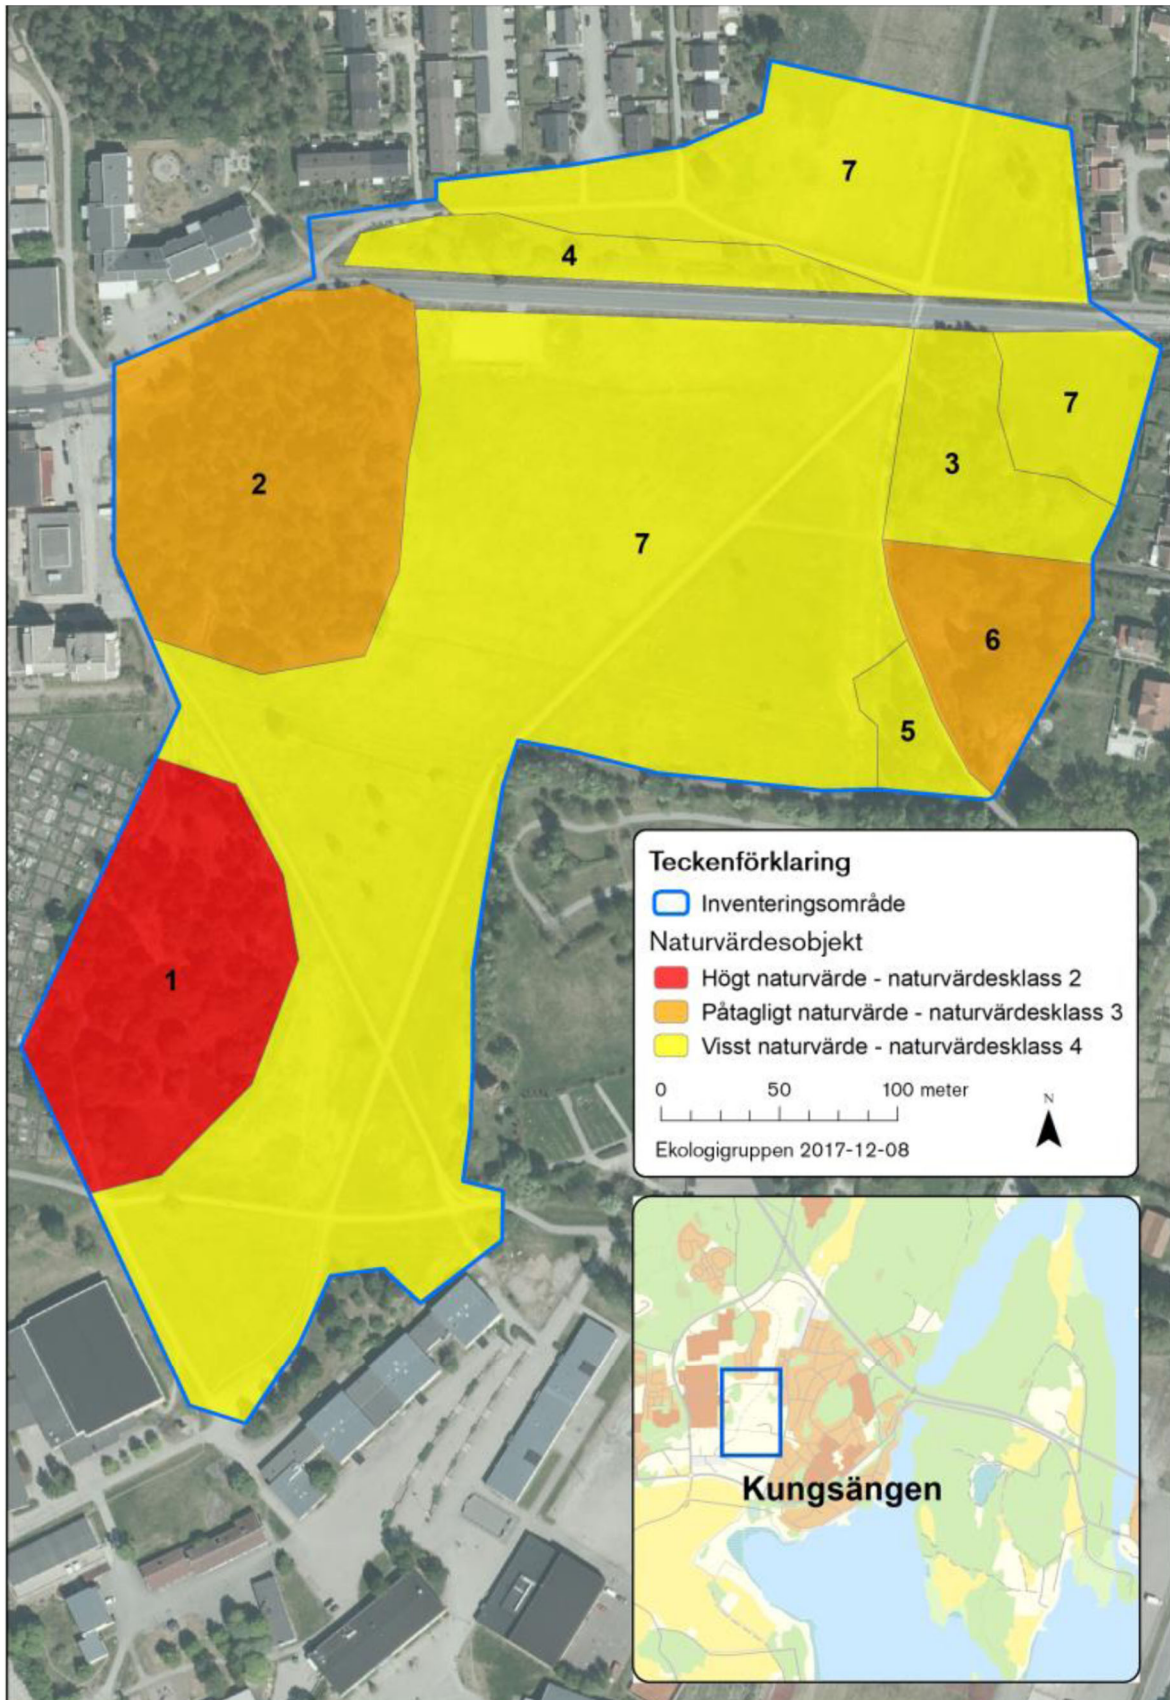 7
4
7
2
3
7
6
5
1
Teckenförklaring
Inventeringsområde
Naturvärdesobjekt
Högt naturvärde - naturvärdesklass 2
Påtagligt naturvärde - naturvärdesklass 3
Visst naturvärde - naturvärdesklass 4
0 50 100 meter
N
Ekologigruppen 2017-12-08
Kungsängen